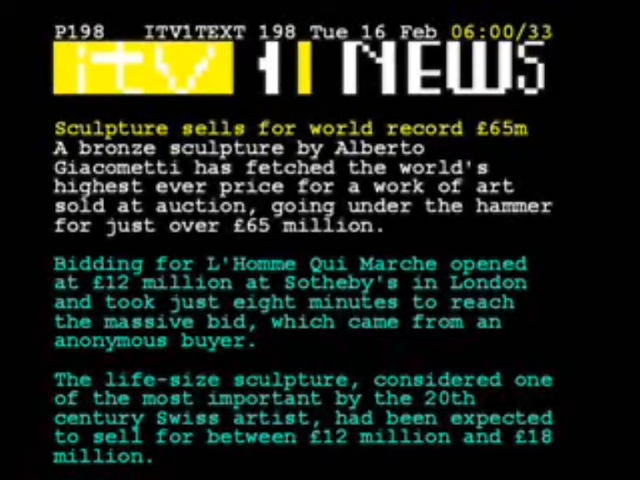 P198 ITV1TEXT 198 Tue 16 Feb 06:00/33
itv 1 NEWS
Sculpture sells for world record £65m
A bronze sculpture by Alberto
Giacometti has fetched the world's
highest ever price for a work of art
sold at auction, going under the hammer
for just over £65 million.
Bidding for L'Homme Qui Marche opened
at £12 million at Sotheby's in London
and took just eight minutes to reach
the massive bid, which came from an
anonymous buyer.
The life-size sculpture, considered one
of the most important by the 20th
century Swiss artist, had been expected
to sell for between £12 million and £18
million.